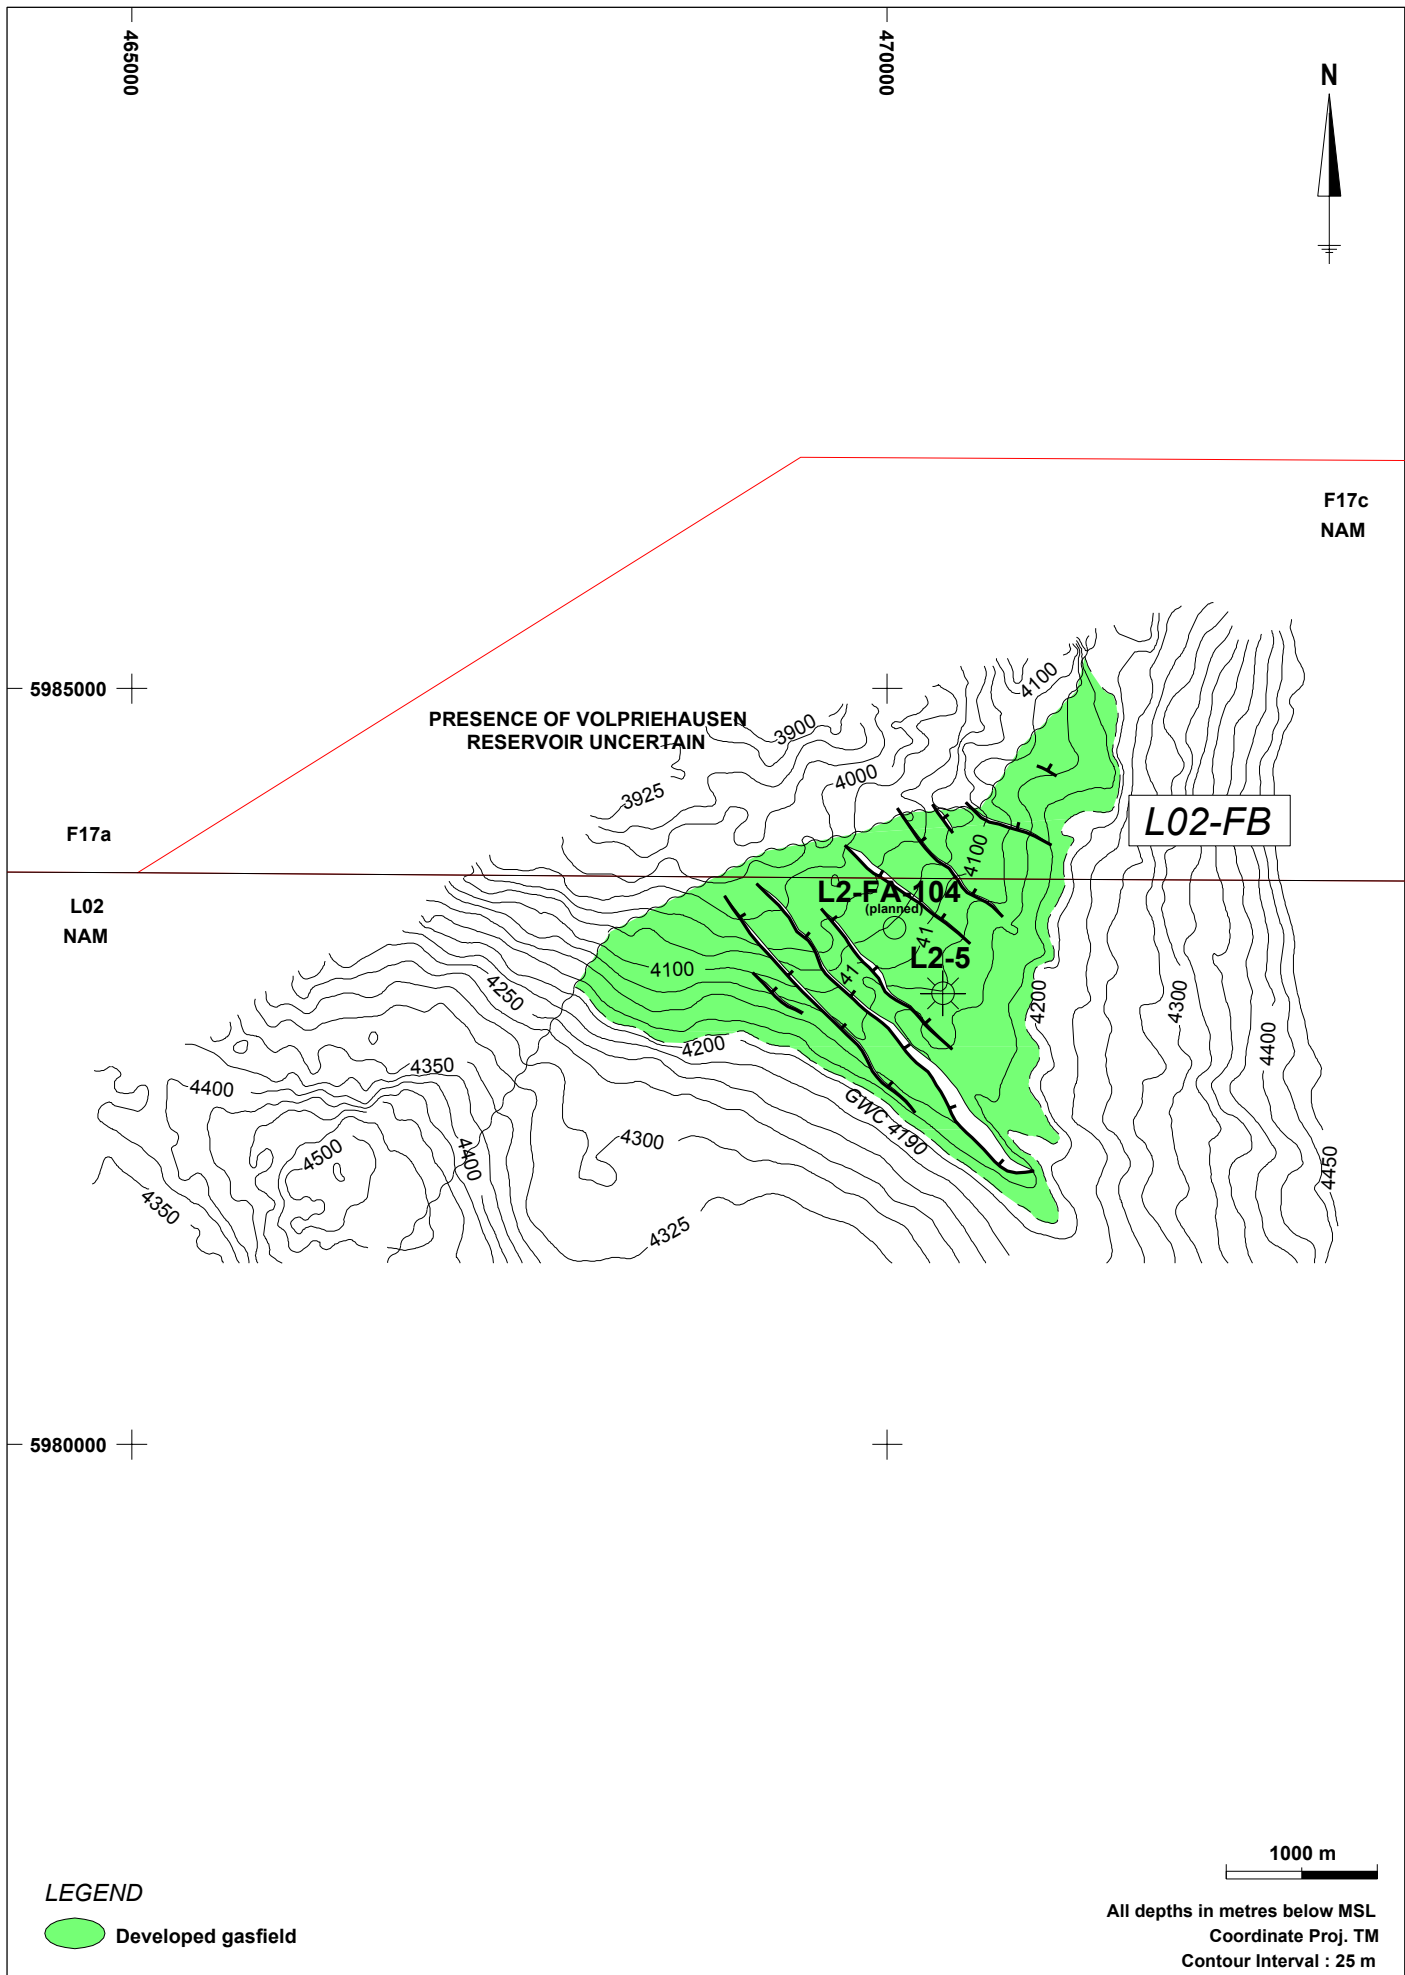 465000
470000
N
F17c
NAM
5985000
4100
PRESENCE OF VOLPRIEHAUSEN
RESERVOIR UNCERTAIN
3900
4000
3925
L02-FB
F17a
4100
L02
NAM
L2-FA-104
(planned)
41
L2-5
4100
41
4250
4200
4300
4200
4350
4400
4400
GWC 4190
4300
4500
4400
4450
4350
4325
5980000
1000 m
LEGEND
Developed gasfield
All depths in metres below MSL
Coordinate Proj. TM
Contour Interval : 25 m